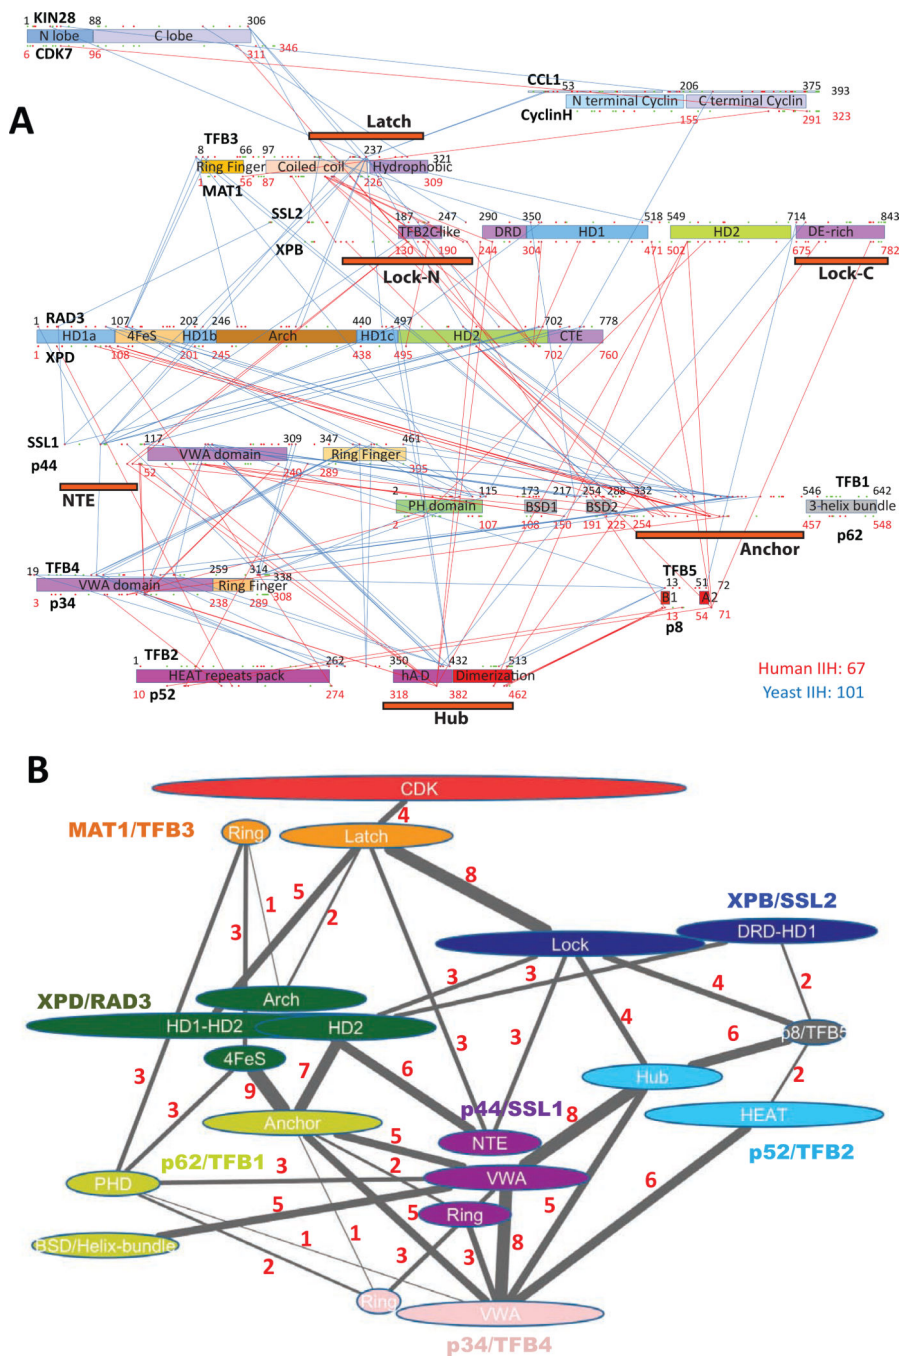 1 KIN28 88 306
N lobe C lobe
6 CDK7 96 311 346
CCL1 53 206 375 393
N terminal Cyclin C terminal Cyclin
CyclinH 155 291 323
A
Latch
TFB3
8 66 97 237 321
Ring Finger Coiled coil Hydrophobic
1 56 87 226 309
MAT1
SSL2 187 247 290 350 518 549 714 843
TFB2C-like DRD HD1 HD2 DE-rich
XPB 130 190 244 304 471 502 675 782
Lock-N Lock-C
RAD3
1 107 202 246 440 497 702 778
HD1a 4FeS HD1b Arch HD1c HD2 CTE
1 108 201 245 438 495 702 760
XPD
SSL1 117 309 347 461
VWA domain Ring Finger
p44 52 240 289 395
NTE
2 115 173 217 254 288 332 TFB1 546 642
PH domain BSD1 BSD2 3-helix bundle
2 107 108 150 191 225 254 457 548
p62
Anchor
19 TFB4 259 314 338
VWA domain Ring Finger
3 p34 238 289 308
TFB5
13 51 72
B1 A2
13 54 71
p8
TFB2
1 262 350 432 513
HEAT repeats pack hAD Dimerization
10 p52 274 318 382 462
Hub
Human IIH: 67
Yeast IIH: 101
B
CDK
4
MAT1/TFB3
Ring Latch
8
1 5 2 3
XPB/SSL2
DRD-HD1
Lock
3 3 4 2
XPD/RAD3
Arch
HD1-HD2 HD2
p8/TFB5
4 6
4FeS
3 7 6 3 3
9 3
Hub 2
p44/SSL1
Anchor 5 NTE 8 HEAT
p62/TFB1 p52/TFB2
3 2 VWA 6
PHD
5 5 Ring 5
BSD/Helix-bundle
1 1 3 3 8
2
Ring VWA
p34/TFB4